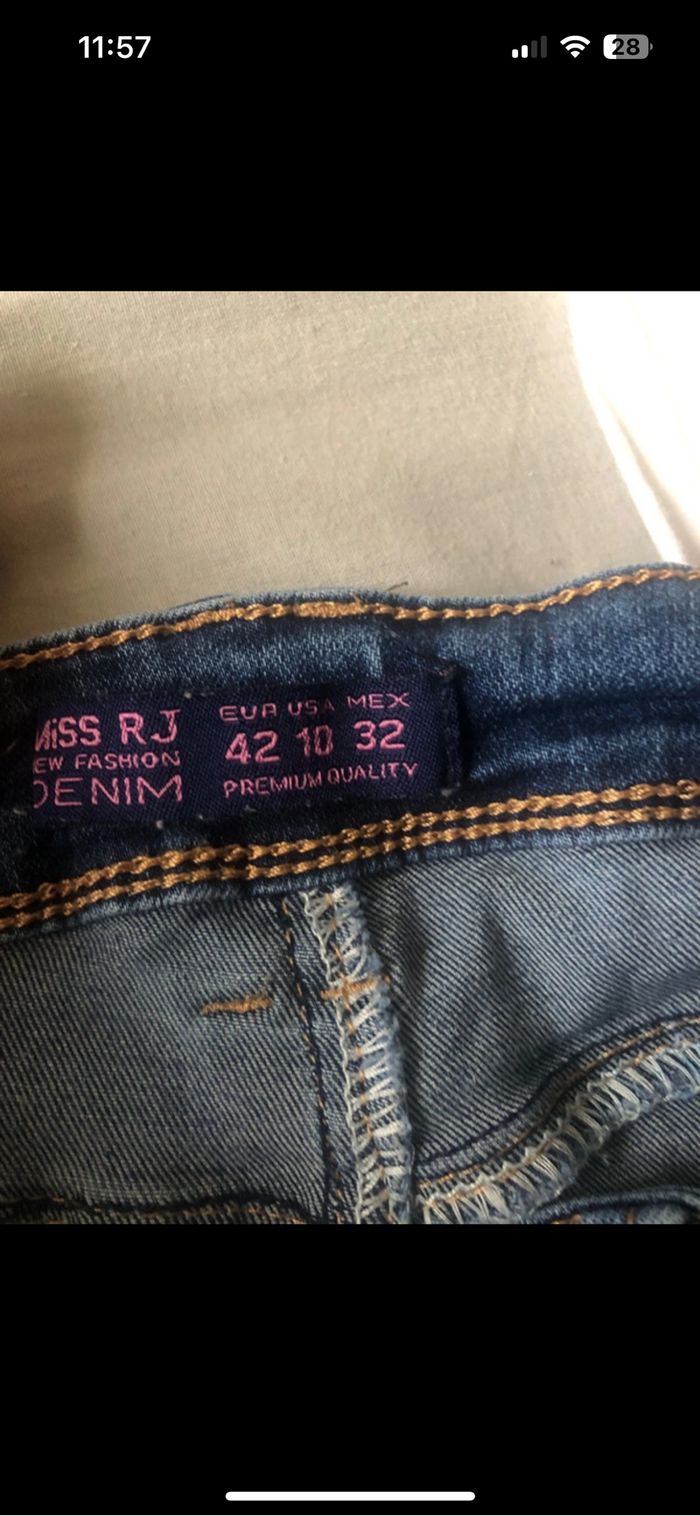 11:57
28
MISS RJ
EW FASHION
DENIM
EUR USA MEX
42 10 32
PREMIUM QUALITY